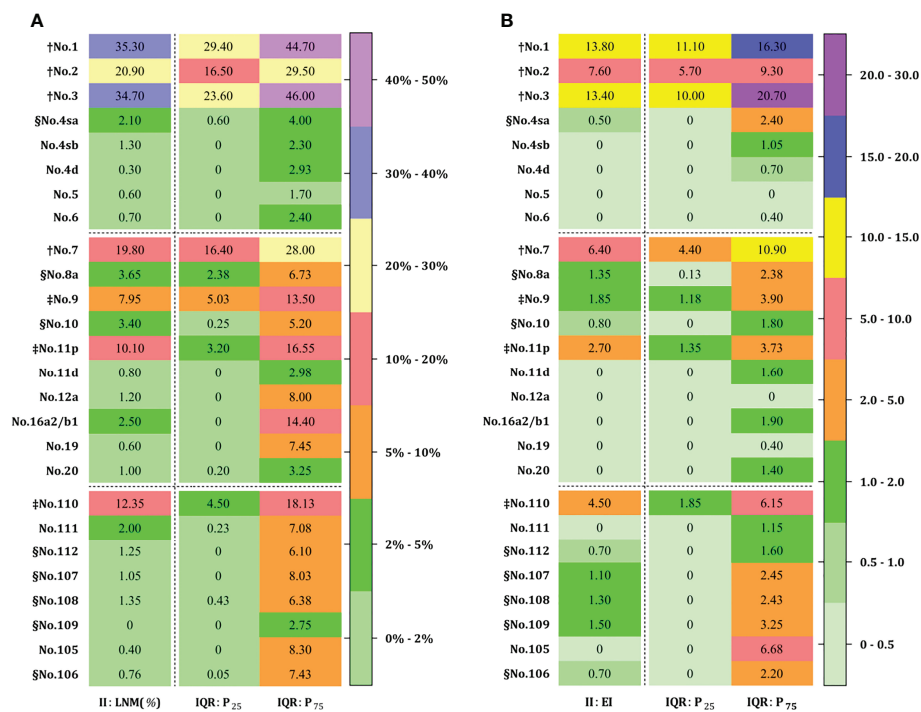 A
†No.1 35.30 29.40 44.70
†No.2 20.90 16.50 29.50
†No.3 34.70 23.60 46.00
§No.4sa 2.10 0.60 4.00
No.4sb 1.30 0 2.30
No.4d 0.30 0 2.93
No.5 0.60 0 1.70
No.6 0.70 0 2.40
†No.7 19.80 16.40 28.00
§No.8a 3.65 2.38 6.73
‡No.9 7.95 5.03 13.50
§No.10 3.40 0.25 5.20
‡No.11p 10.10 3.20 16.55
No.11d 0.80 0 2.98
No.12a 1.20 0 8.00
No.16a2/b1 2.50 0 14.40
No.19 0.60 0 7.45
No.20 1.00 0.20 3.25
‡No.110 12.35 4.50 18.13
No.111 2.00 0.23 7.08
§No.112 1.25 0 6.10
§No.107 1.05 0 8.03
§No.108 1.35 0.43 6.38
§No.109 0 0 2.75
No.105 0.40 0 8.30
§No.106 0.76 0.05 7.43
II: LNM(%) IQR: P25 IQR: P75
40% - 50%
30% - 40%
20% - 30%
10% - 20%
5% - 10%
2% - 5%
0% - 2%
B
†No.1 13.80 11.10 16.30
†No.2 7.60 5.70 9.30
†No.3 13.40 10.00 20.70
§No.4sa 0.50 0 2.40
No.4sb 0 0 1.05
No.4d 0 0 0.70
No.5 0 0 0
No.6 0 0 0.40
†No.7 6.40 4.40 10.90
§No.8a 1.35 0.13 2.38
‡No.9 1.85 1.18 3.90
§No.10 0.80 0 1.80
‡No.11p 2.70 1.35 3.73
No.11d 0 0 1.60
No.12a 0 0 0
No.16a2/b1 0 0 1.90
No.19 0 0 0.40
No.20 0 0 1.40
‡No.110 4.50 1.85 6.15
No.111 0 0 1.15
§No.112 0.70 0 1.60
§No.107 1.10 0 2.45
§No.108 1.30 0 2.43
§No.109 1.50 0 3.25
No.105 0 0 6.68
§No.106 0.70 0 2.20
II: EI IQR: P25 IQR: P75
20.0 - 30.0
15.0 - 20.0
10.0 - 15.0
5.0 - 10.0
2.0 - 5.0
1.0 - 2.0
0.5 - 1.0
0 - 0.5